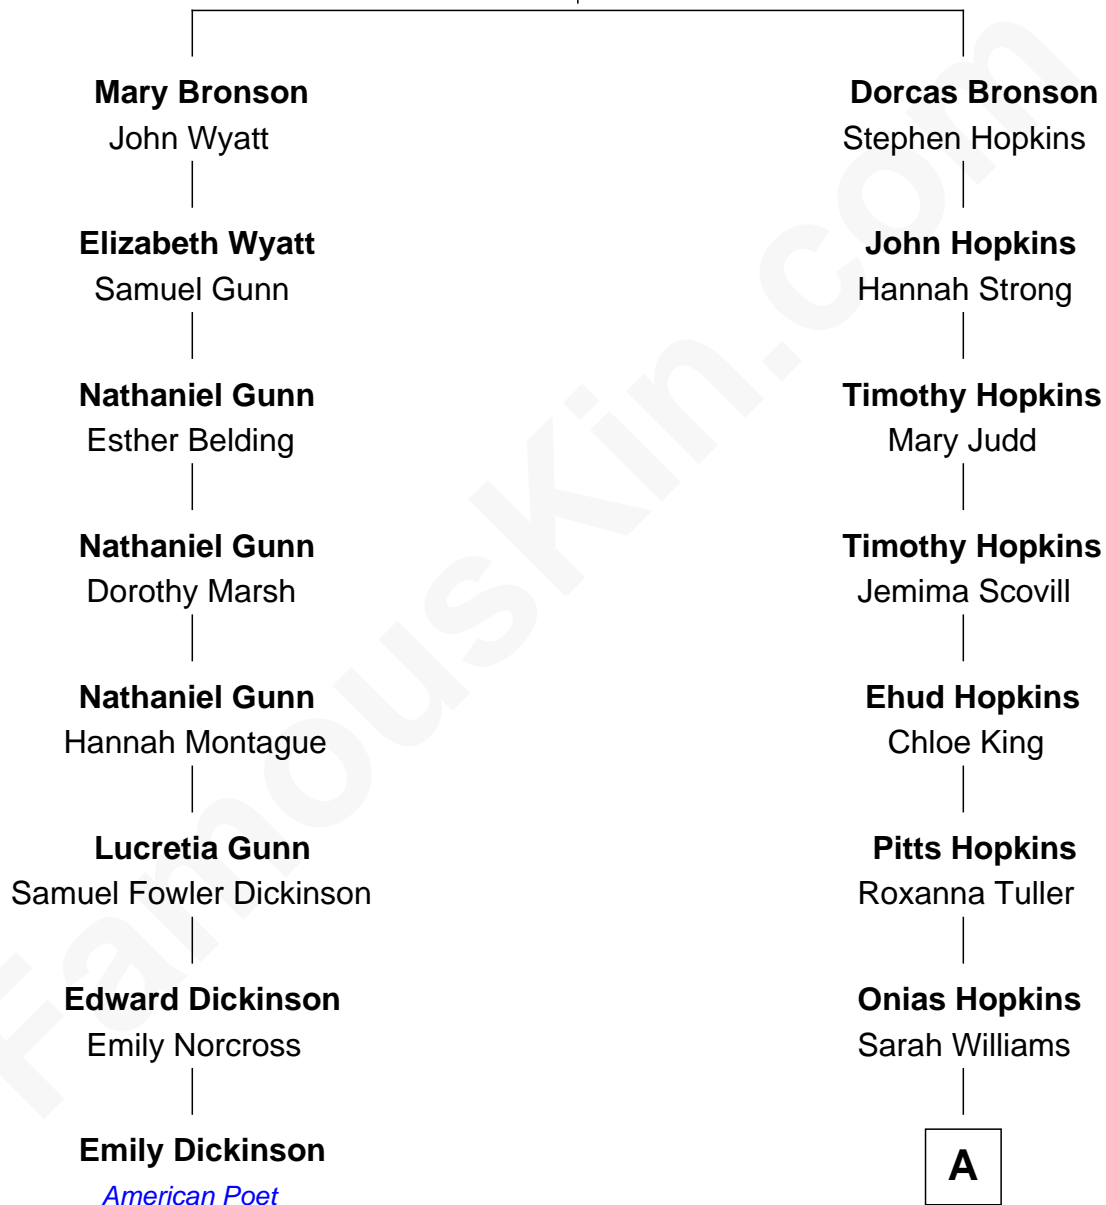 Mary Bronson
John Wyatt
Elizabeth Wyatt
Samuel Gunn
Nathaniel Gunn
Esther Belding
Nathaniel Gunn
Dorothy Marsh
Nathaniel Gunn
Hannah Montague
Lucretia Gunn
Samuel Fowler Dickinson
Edward Dickinson
Emily Norcross
Emily Dickinson
American Poet
Dorcas Bronson
Stephen Hopkins
John Hopkins
Hannah Strong
Timothy Hopkins
Mary Judd
Timothy Hopkins
Jemima Scovill
Ehud Hopkins
Chloe King
Pitts Hopkins
Roxanna Tuller
Onias Hopkins
Sarah Williams
A
FamousKin.com